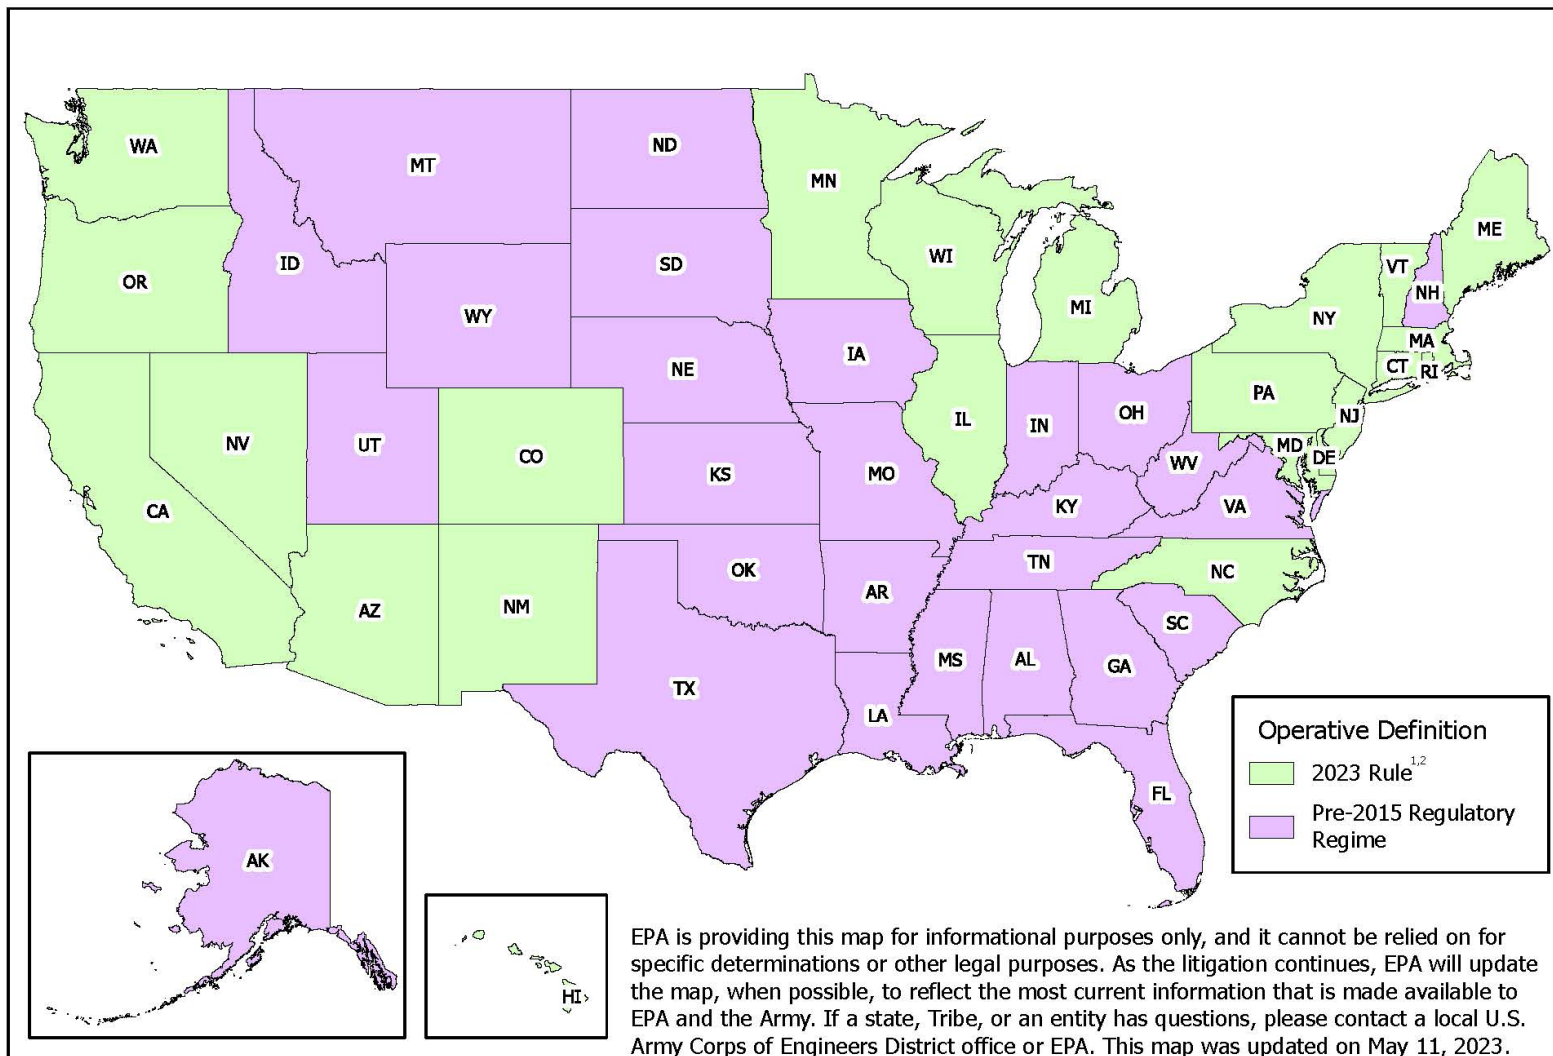 WA
MT
ND
MN
ME
OR
ID
SD
WI
VT
NH
WY
MI
NY
MA
IA
CT
RI
NE
PA
NV
UT
CO
IL
IN
OH
NJ
MD
DE
CA
KS
MO
WV
KY
VA
AZ
NM
OK
AR
TN
NC
SC
TX
MS
AL
GA
LA
FL
AK
HI
Operative Definition
2023 Rule1,2
Pre-2015 Regulatory
Regime
EPA is providing this map for informational purposes only, and it cannot be relied on for
specific determinations or other legal purposes. As the litigation continues, EPA will update
the map, when possible, to reflect the most current information that is made available to
EPA and the Army. If a state, Tribe, or an entity has questions, please contact a local U.S.
Army Corps of Engineers District office or EPA. This map was updated on May 11, 2023.